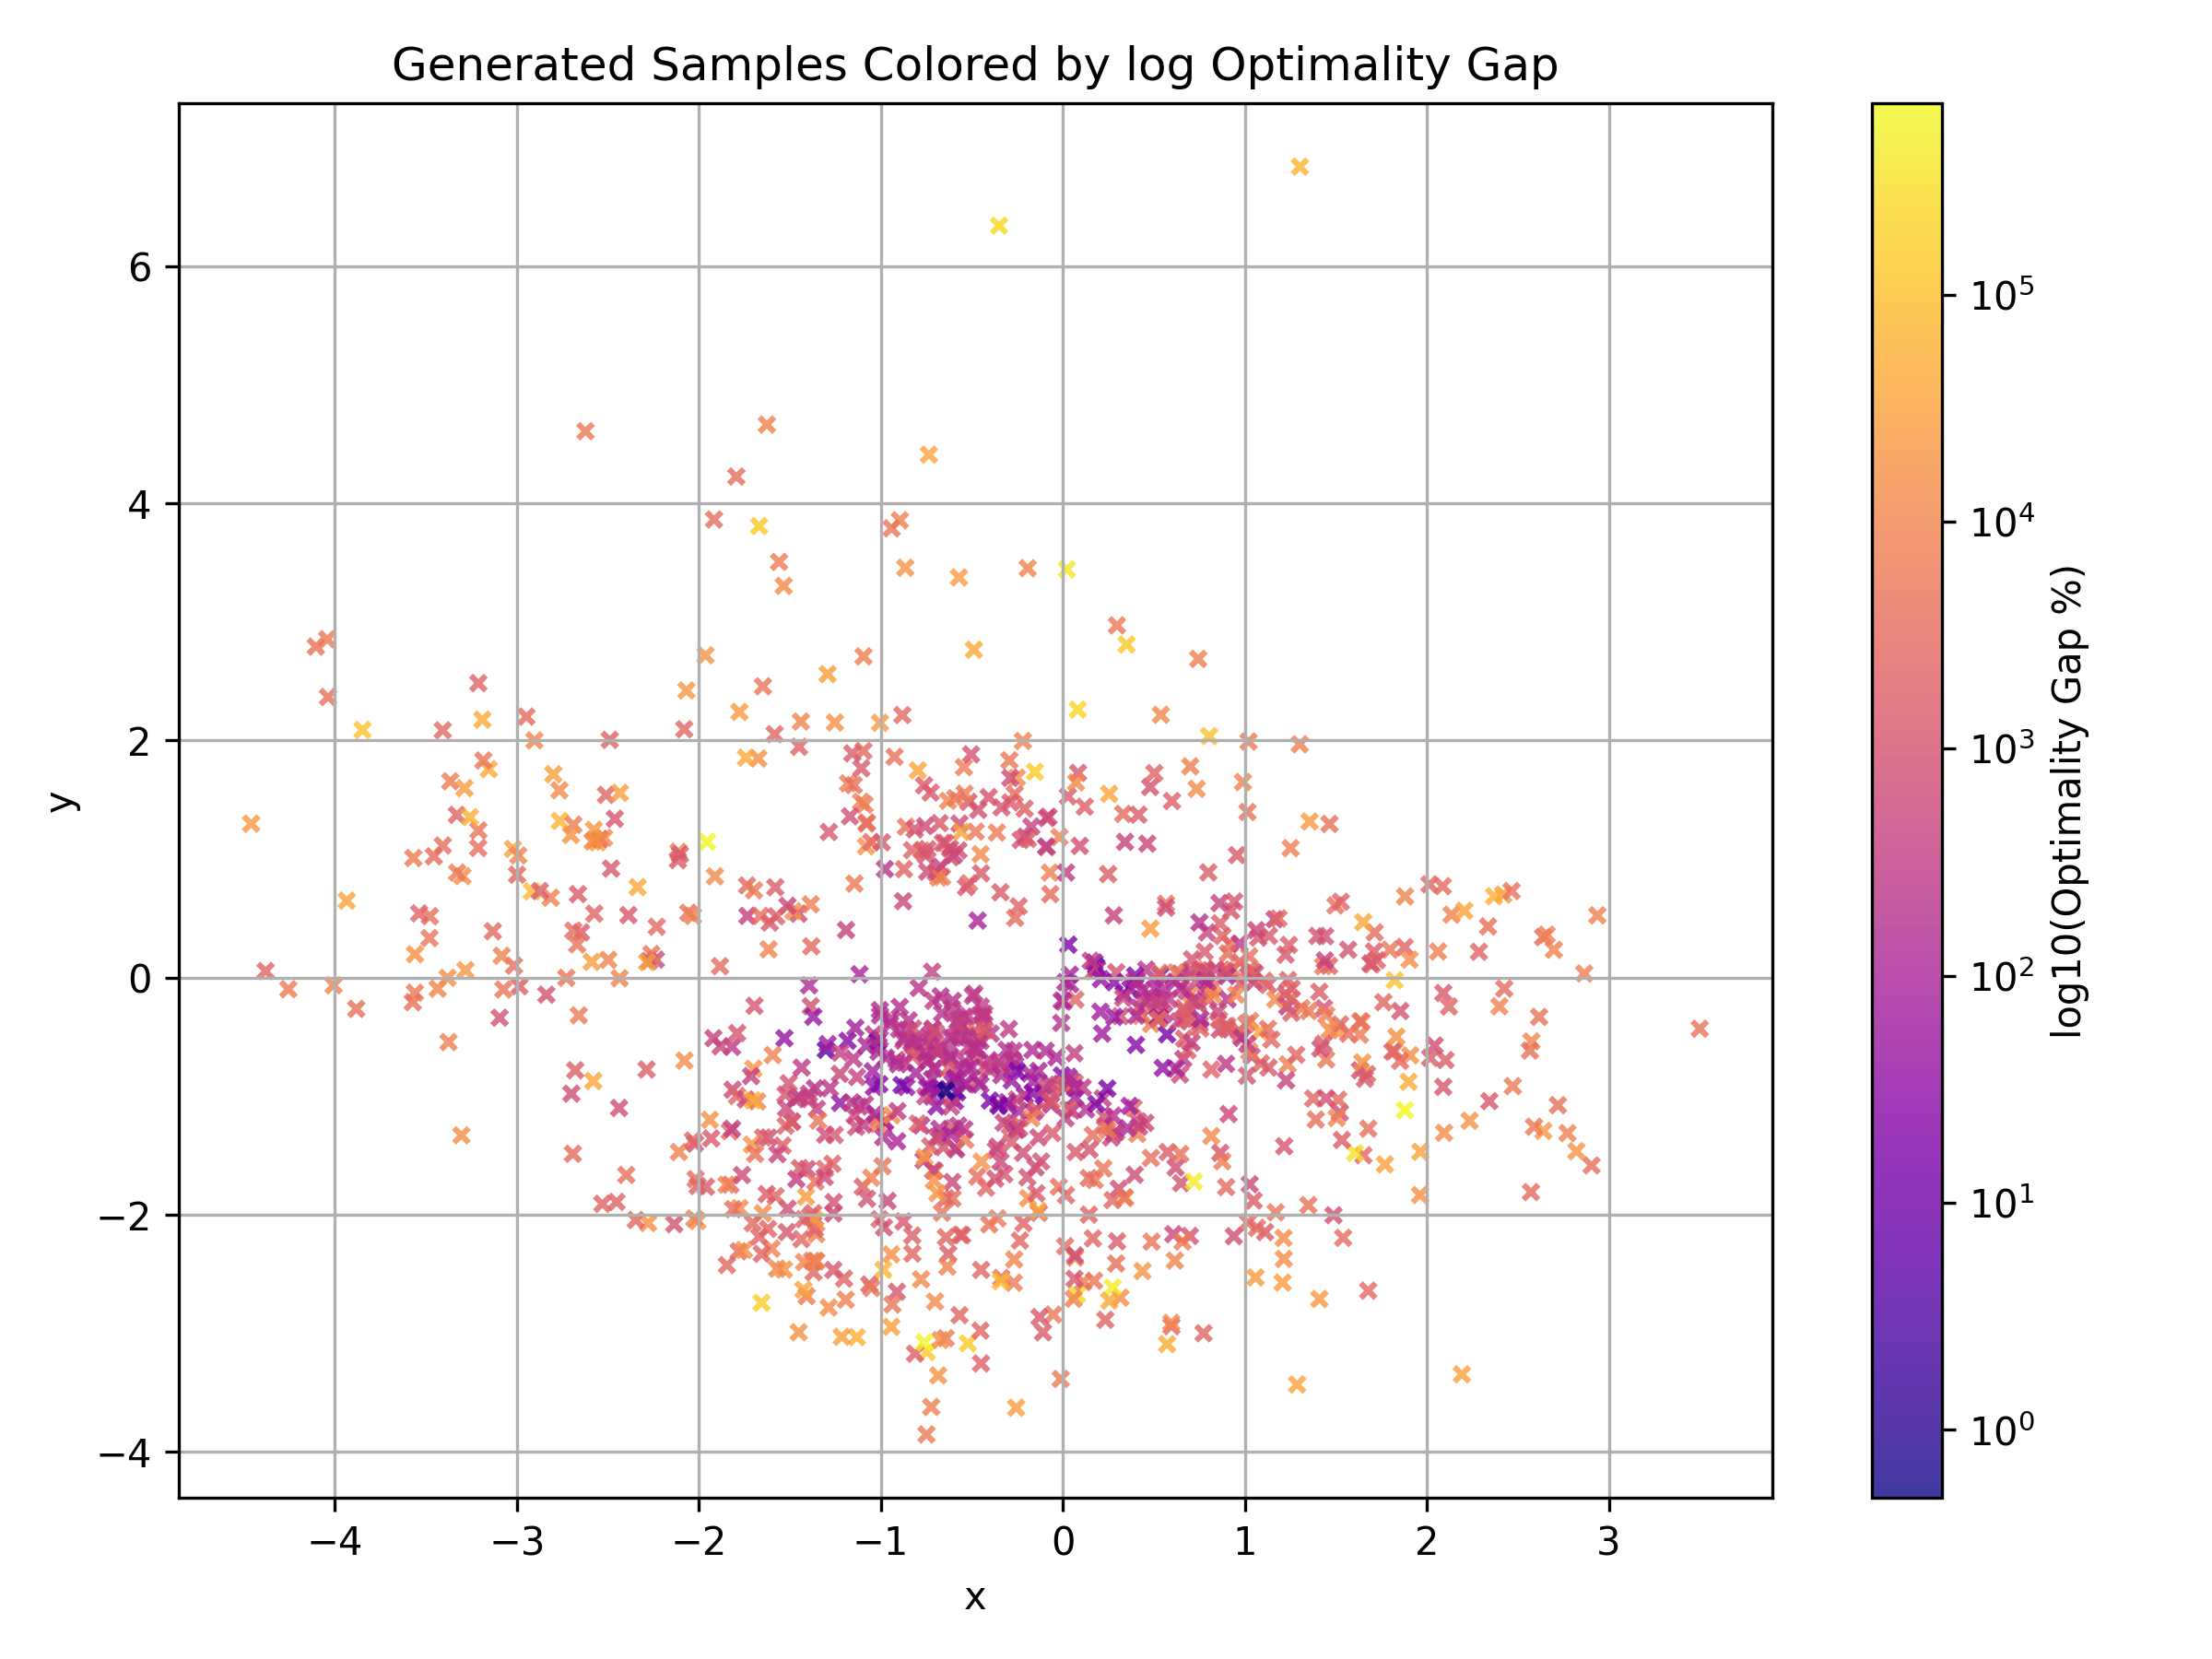 Generated Samples Colored by log Optimality Gap
6
4
2
0
−2
−4
y
−4 −3 −2 −1 0 1 2 3
x
10⁵
10⁴
10³
10²
10¹
10⁰
log10(Optimality Gap %)